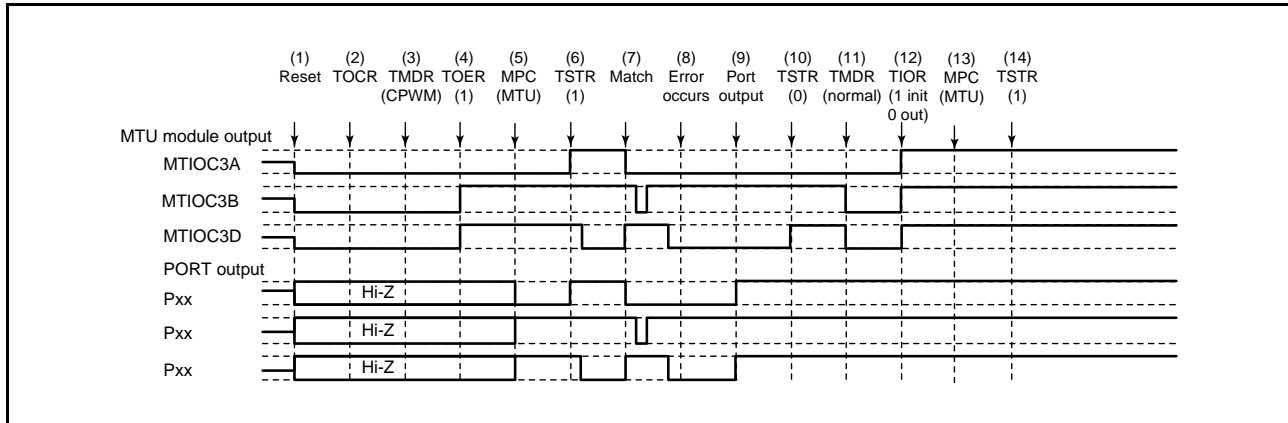 (1) (2) (3) (4) (5) (6) (7) (8) (9) (10) (11) (12) (13) (14)
Reset TOCR TMDR TOER MPC TSTR Match Error Port TSTR TMDR TIOR MPC TSTR
(CPWM) (1) (MTU) (1) occurs output (0) (normal) (1 init (MTU) (1)
0 out)
MTU module output
MTIOC3A
MTIOC3B
MTIOC3D
PORT output
Pxx Hi-Z
Pxx Hi-Z
Pxx Hi-Z